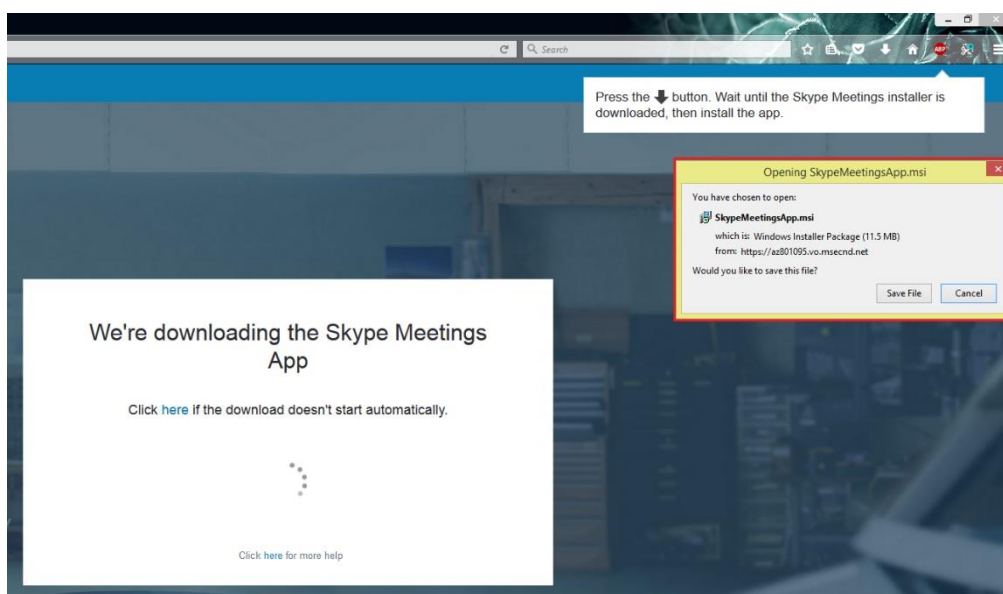 Search
ABP
Press the button. Wait until the Skype Meetings installer is
downloaded, then install the app.
Opening SkypeMeetingsApp.msi
You have chosen to open:
SkypeMeetingsApp.msi
which is: Windows Installer Package (11.5 MB)
from: https://az801095.vo.msecnd.net
Would you like to save this file?
Save File Cancel
We're downloading the Skype Meetings
App
Click here if the download doesn't start automatically.
Click here for more help